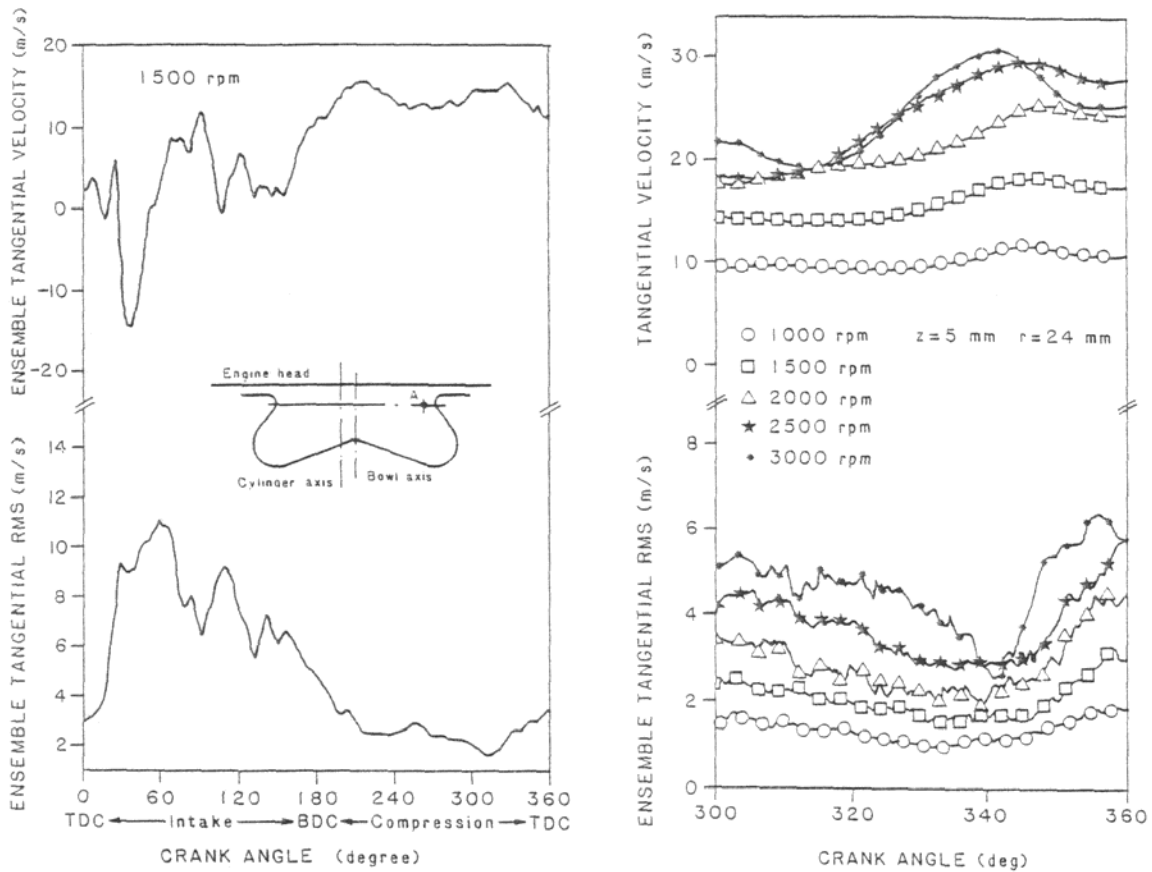 ENSEMBLE TANGENTIAL VELOCITY (m/s)
20
10
0
-10
-20
1500 rpm
Engine head
A
Cylinder axis
Bowl axis
ENSEMBLE TANGENTIAL RMS (m/s)
14
12
10
8
6
4
2
0 60 120 180 240 300 360
TDC Intake BDC Compression TDC
CRANK ANGLE (degree)
TANGENTIAL VELOCITY (m/s)
30
20
10
0
1000 rpm z=5 mm r=24 mm
1500 rpm
2000 rpm
2500 rpm
3000 rpm
ENSEMBLE TANGENTIAL RMS (m/s)
8
6
4
2
0
300 320 340 360
CRANK ANGLE (deg)